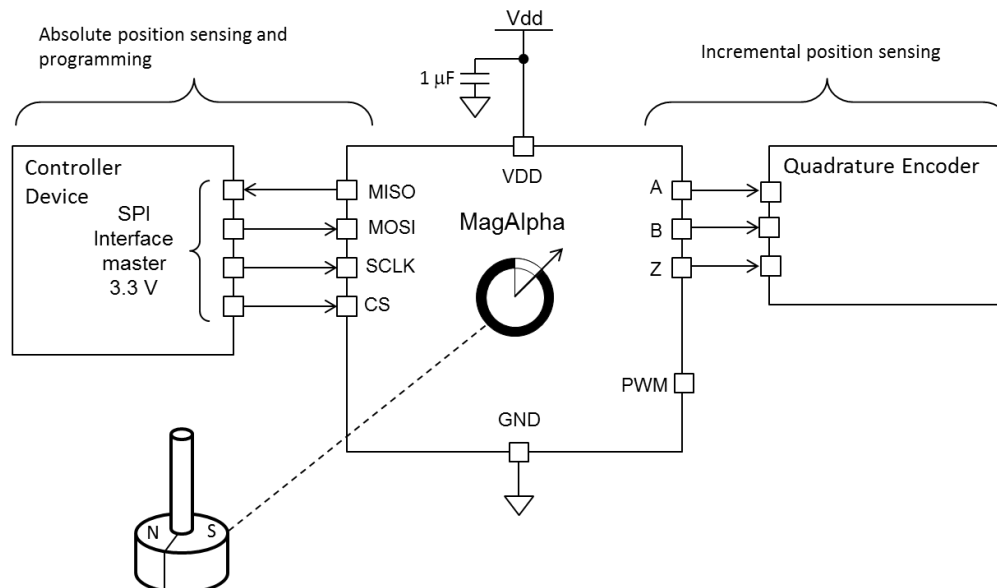 Absolute position sensing and
programming
Vdd
1 μF
Incremental position sensing
Controller
Device
SPI
Interface
master
3.3 V
MISO
MOSI
SCLK
CS
VDD
MagAlpha
A
B
Z
PWM
GND
Quadrature Encoder
N S